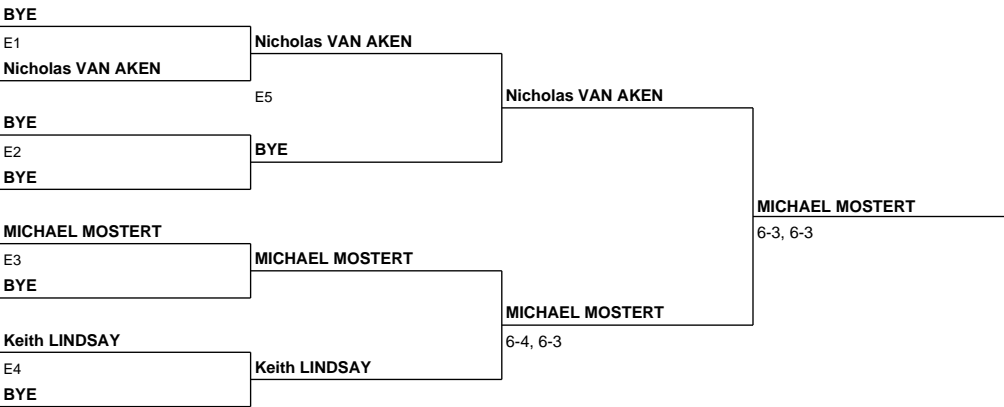 BYE
E1
Nicholas VAN AKEN
Nicholas VAN AKEN
E5
BYE
E2
BYE
BYE
Nicholas VAN AKEN
MICHAEL MOSTERT
E3
BYE
MICHAEL MOSTERT
Keith LINDSAY
E4
BYE
Keith LINDSAY
MICHAEL MOSTERT
6-4, 6-3
MICHAEL MOSTERT
6-3, 6-3